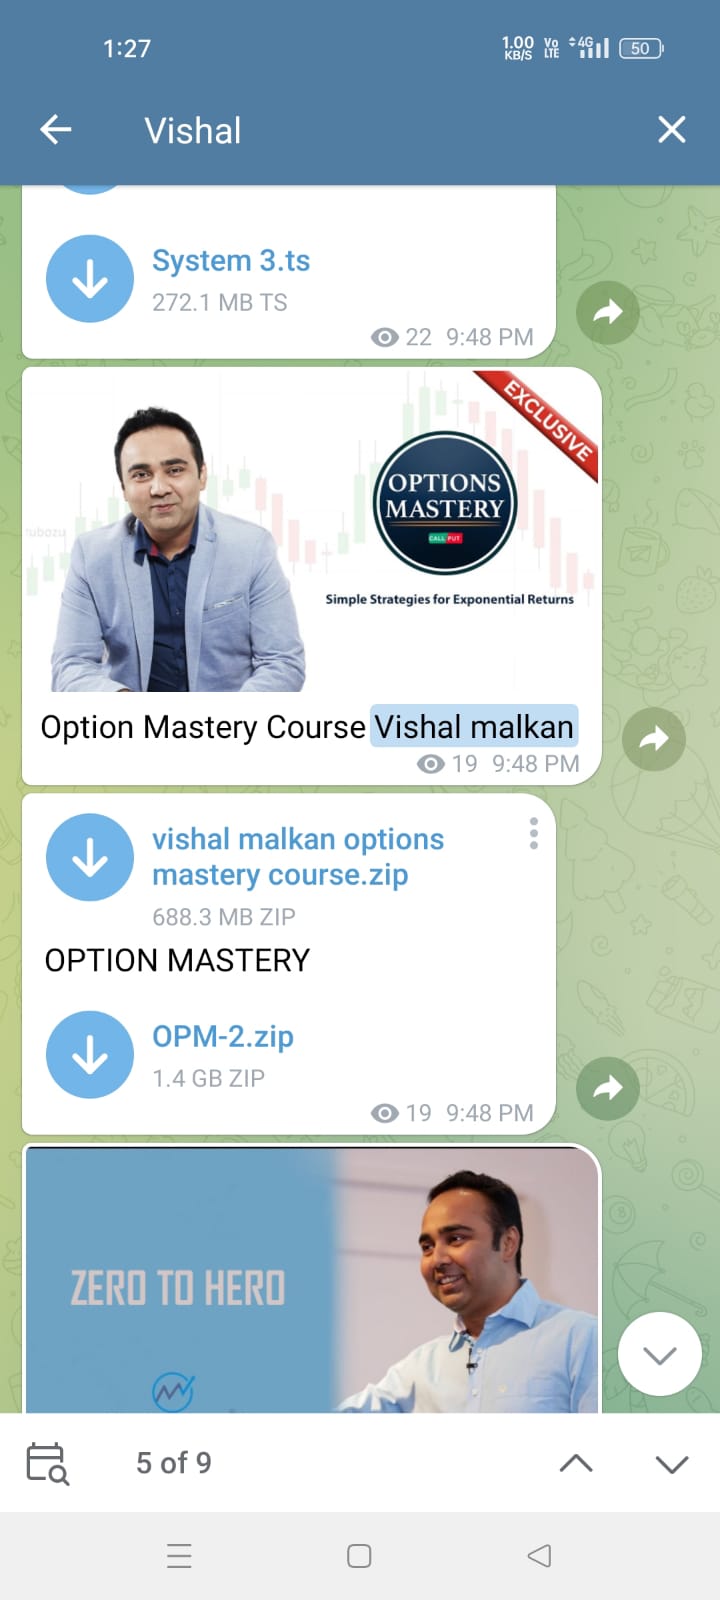 1:27
1.00 KB/S
Vo LTE
4G
50
Vishal
System 3.ts
272.1 MB TS
22 9:48 PM
EXCLUSIVE
OPTIONS
MASTERY
CALL PUT
ubozu
Simple Strategies for Exponential Returns
Option Mastery Course Vishal malkan
19 9:48 PM
vishal malkan options
mastery course.zip
688.3 MB ZIP
OPTION MASTERY
OPM-2.zip
1.4 GB ZIP
19 9:48 PM
ZERO TO HERO
5 of 9